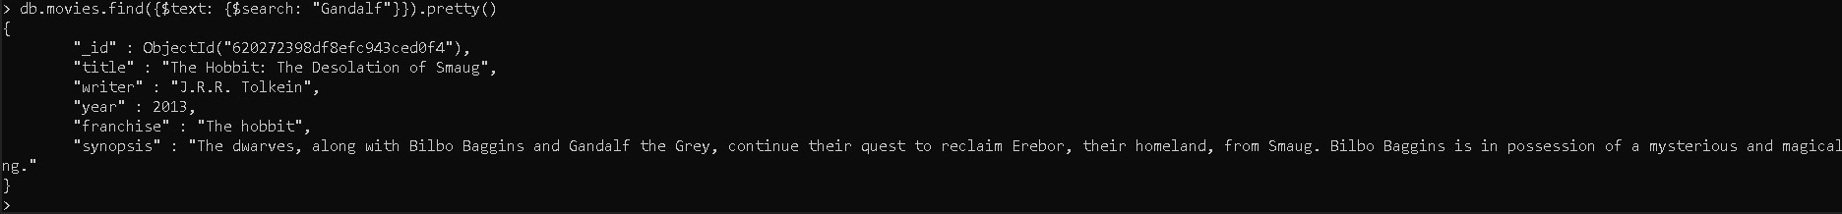 > db.movies.find({$text: {$search: "Gandalf"}}).pretty()
{
"_id" : ObjectId("620272398df8efc943ced0f4"),
"title" : "The Hobbit: The Desolation of Smaug",
"writer" : "J.R.R. Tolkein",
"year" : 2013,
"franchise" : "The hobbit",
"synopsis" : "The dwarves, along with Bilbo Baggins and Gandalf the Grey, continue their quest to reclaim Erebor, their homeland, from Smaug. Bilbo Baggins is in possession of a mysterious and magical
ng."
}
>